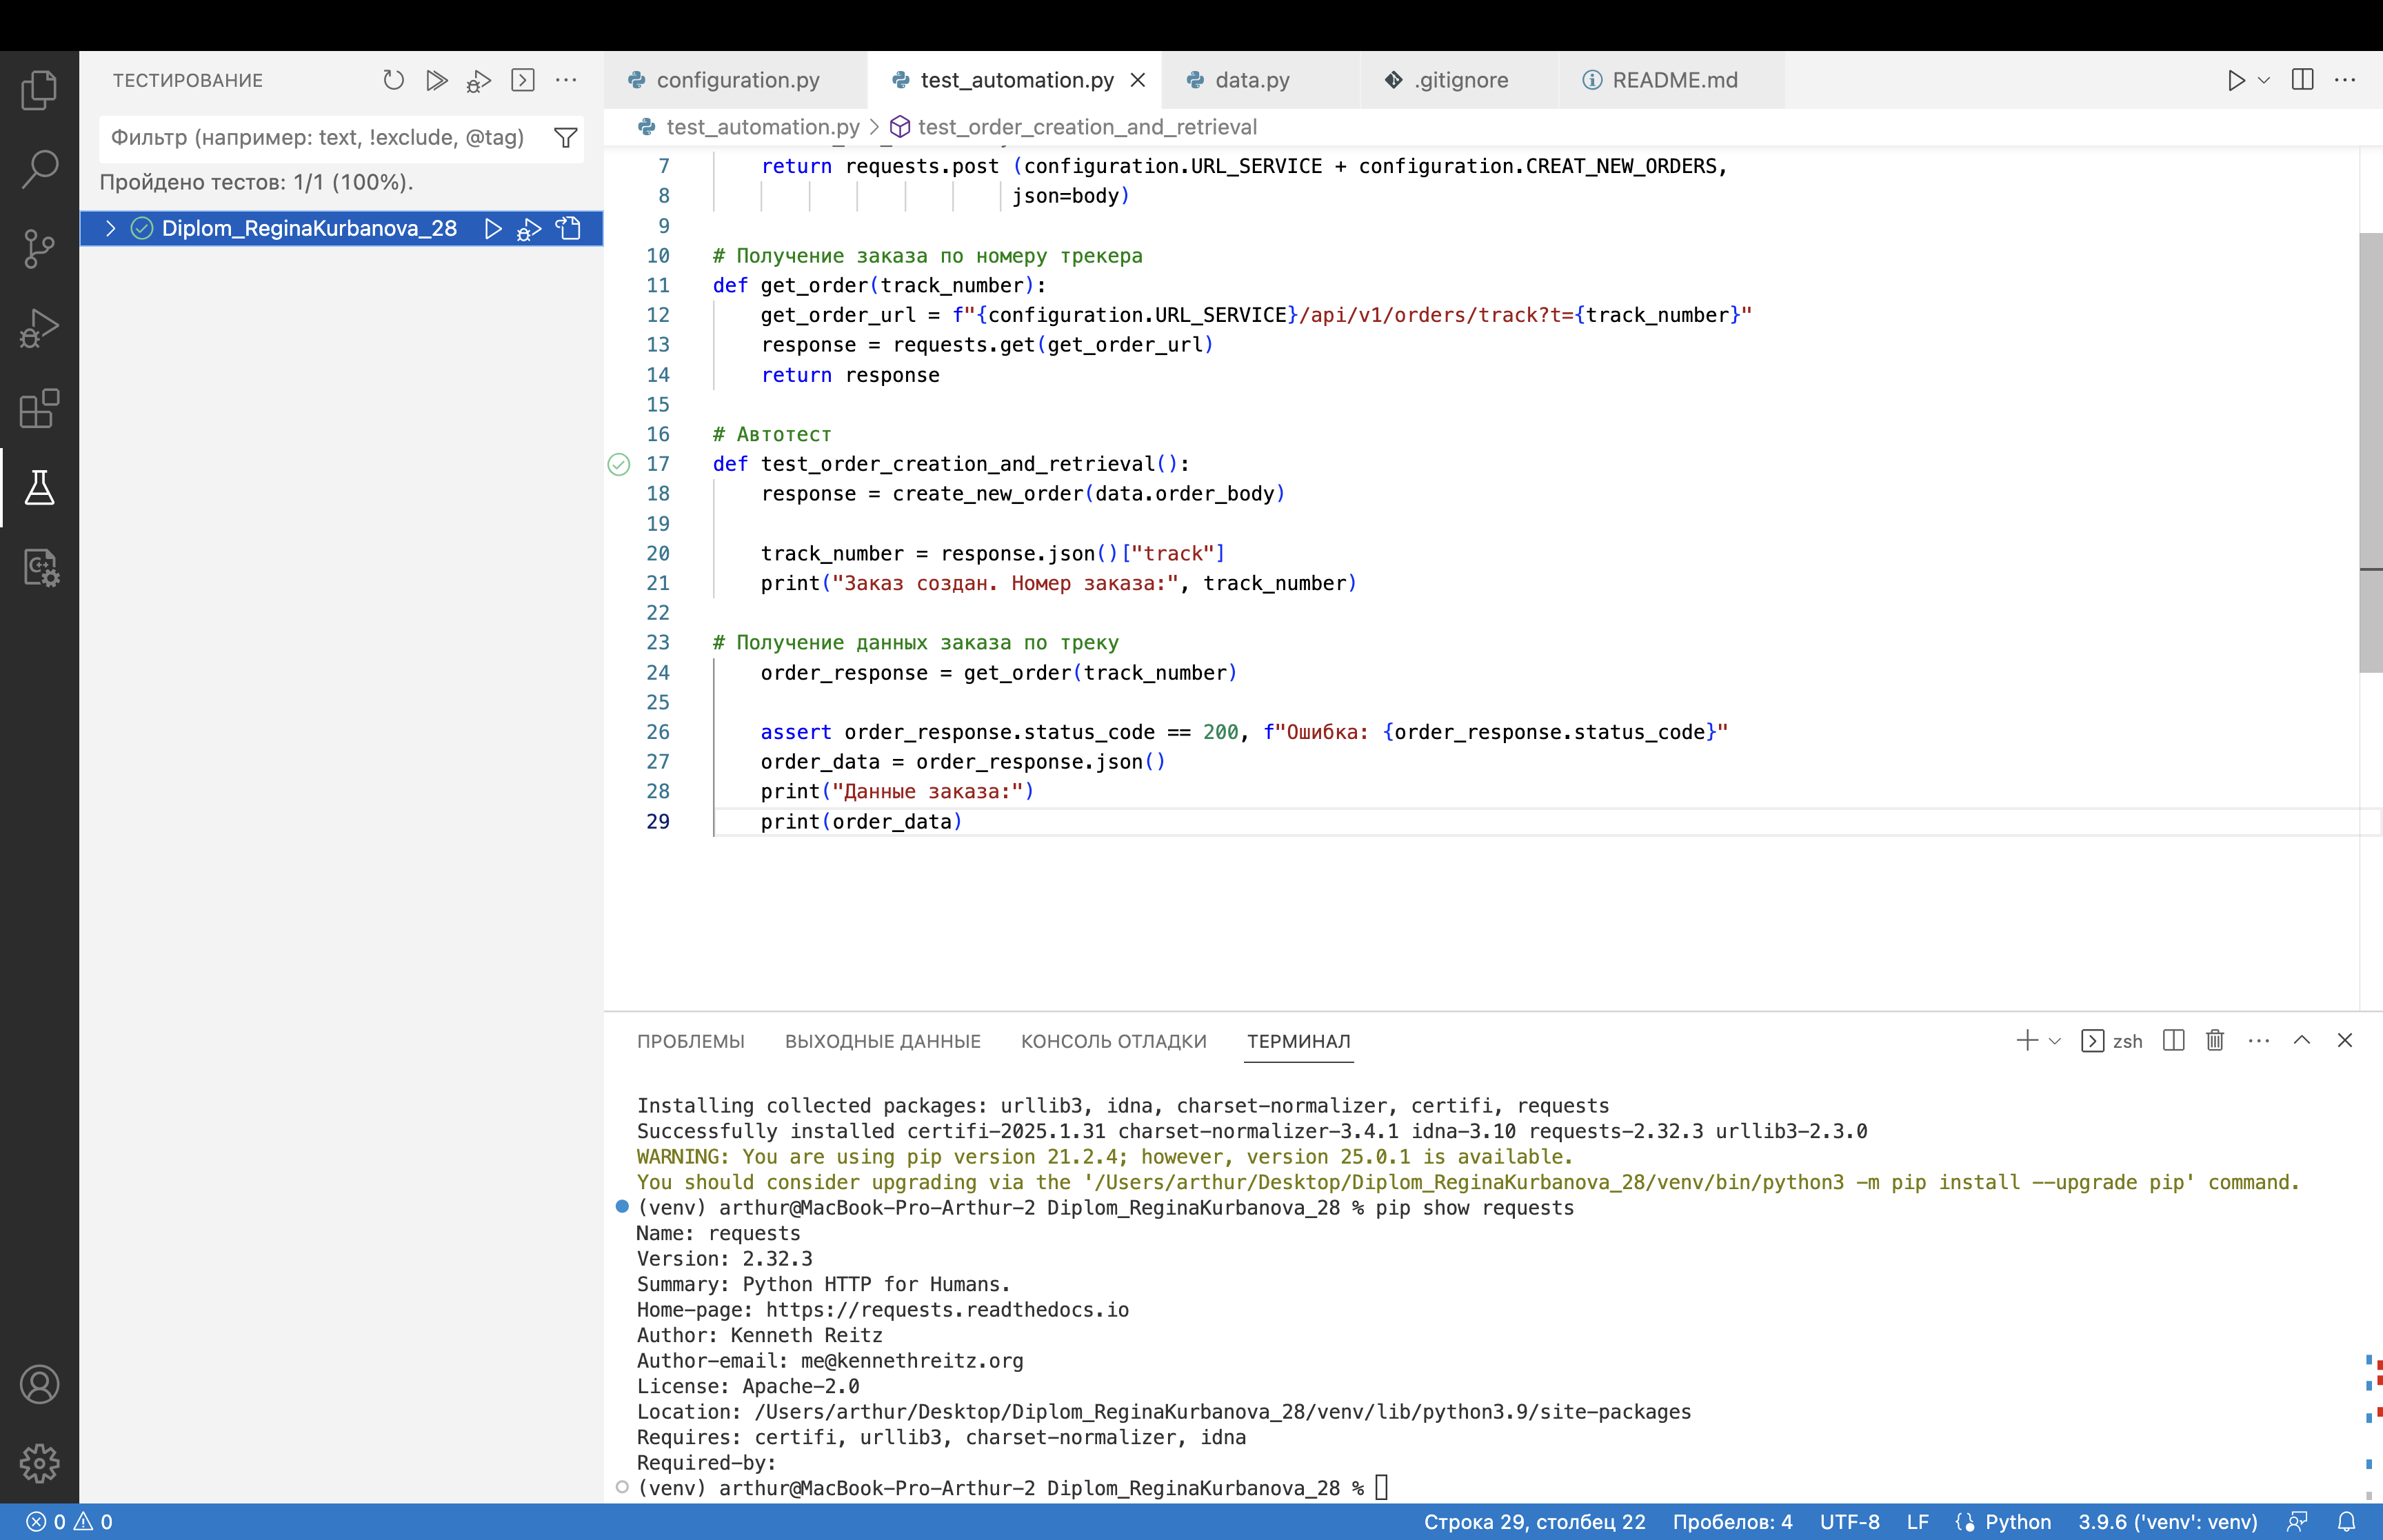 ТЕСТИРОВАНИЕ
Фильтр (например: text, !exclude, @tag)
Пройдено тестов: 1/1 (100%).
Diplom_ReginaKurbanova_28
configuration.py
test_automation.py
data.py
.gitignore
README.md
test_automation.py > test_order_creation_and_retrieval
7 return requests.post (configuration.URL_SERVICE + configuration.CREAT_NEW_ORDERS,
8 json=body)
9
10 # Получение заказа по номеру трекера
11 def get_order(track_number):
12 get_order_url = f"{configuration.URL_SERVICE}/api/v1/orders/track?t={track_number}"
13 response = requests.get(get_order_url)
14 return response
15
16 # Автотест
17 def test_order_creation_and_retrieval():
18 response = create_new_order(data.order_body)
19
20 track_number = response.json()["track"]
21 print("Заказ создан. Номер заказа:", track_number)
22
23 # Получение данных заказа по треку
24 order_response = get_order(track_number)
25
26 assert order_response.status_code == 200, f"Ошибка: {order_response.status_code}"
27 order_data = order_response.json()
28 print("Данные заказа:")
29 print(order_data)
ПРОБЛЕМЫ
ВЫХОДНЫЕ ДАННЫЕ
КОНСОЛЬ ОТЛАДКИ
ТЕРМИНАЛ
zsh
Installing collected packages: urllib3, idna, charset-normalizer, certifi, requests
Successfully installed certifi-2025.1.31 charset-normalizer-3.4.1 idna-3.10 requests-2.32.3 urllib3-2.3.0
WARNING: You are using pip version 21.2.4; however, version 25.0.1 is available.
You should consider upgrading via the '/Users/arthur/Desktop/Diplom_ReginaKurbanova_28/venv/bin/python3 -m pip install --upgrade pip' command.
(venv) arthur@MacBook-Pro-Arthur-2 Diplom_ReginaKurbanova_28 % pip show requests
Name: requests
Version: 2.32.3
Summary: Python HTTP for Humans.
Home-page: https://requests.readthedocs.io
Author: Kenneth Reitz
Author-email: me@kennethreitz.org
License: Apache-2.0
Location: /Users/arthur/Desktop/Diplom_ReginaKurbanova_28/venv/lib/python3.9/site-packages
Requires: certifi, urllib3, charset-normalizer, idna
Required-by:
(venv) arthur@MacBook-Pro-Arthur-2 Diplom_ReginaKurbanova_28 %
0 0
Строка 29, столбец 22
Пробелов: 4
UTF-8
LF
Python
3.9.6 ('venv': venv)